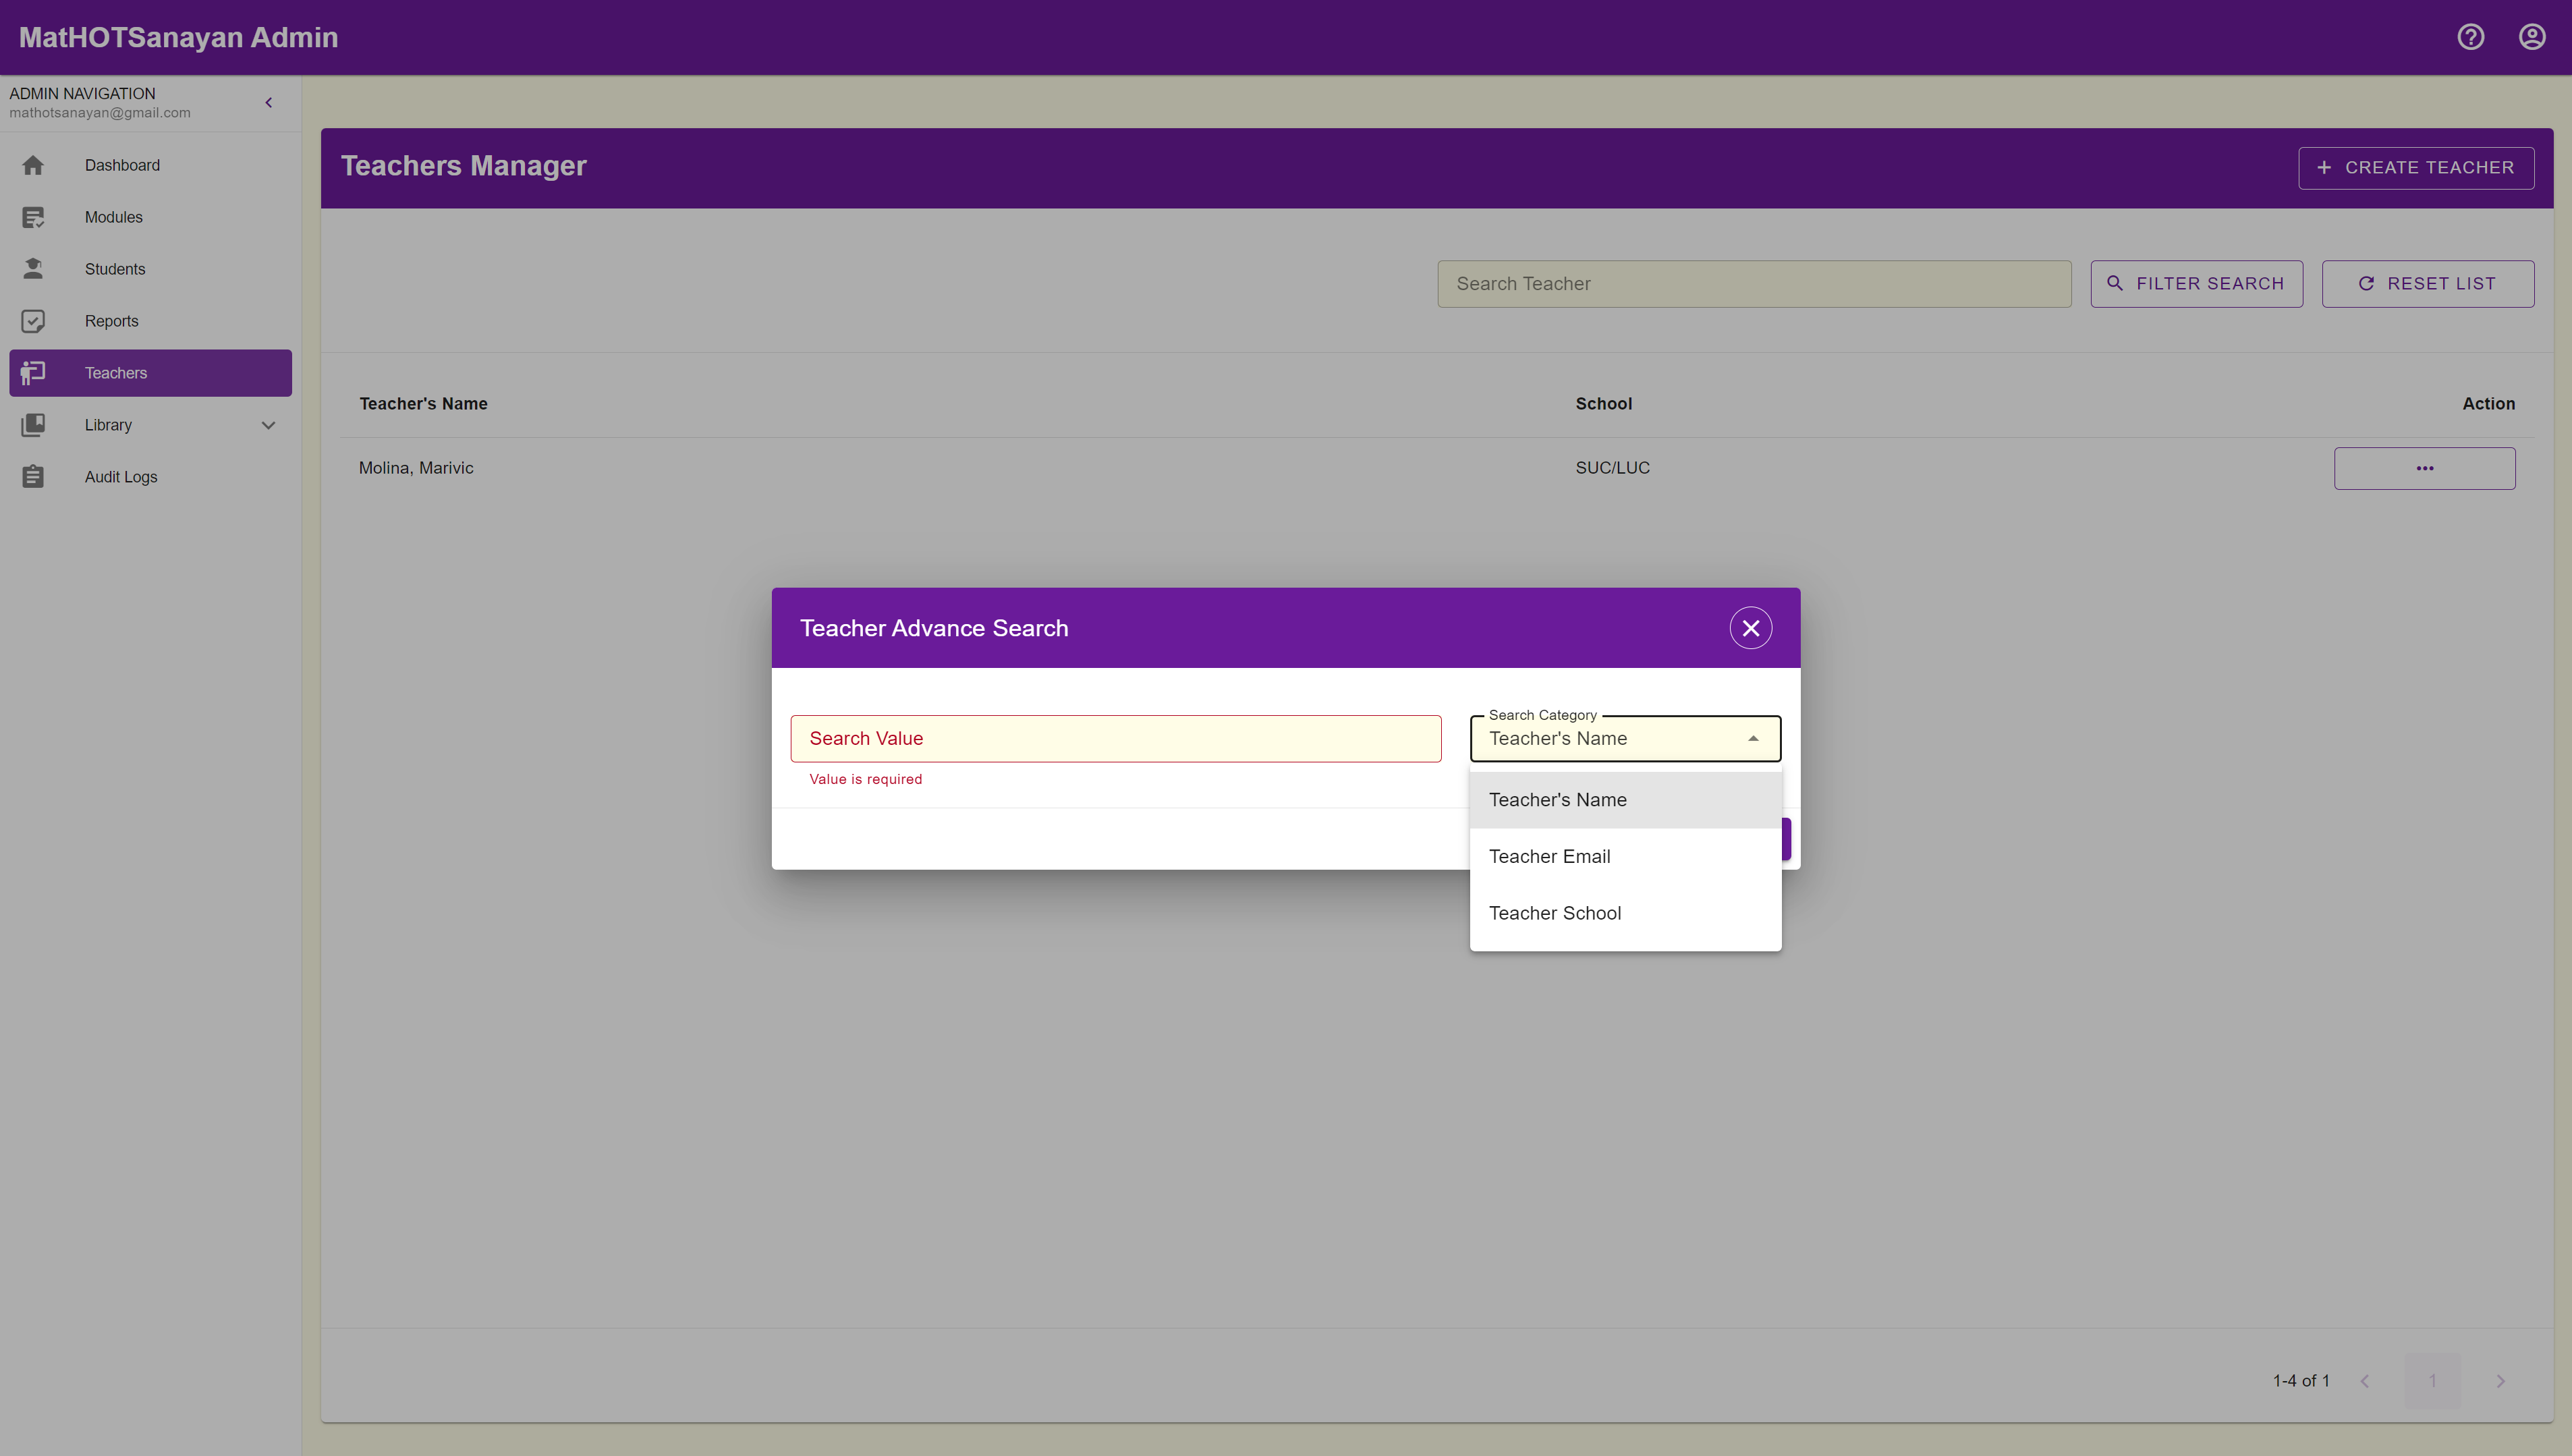 MatHOTSanayan Admin
ADMIN NAVIGATION
mathotsanayan@gmail.com
Dashboard
Modules
Students
Reports
Teachers
Library
Audit Logs
Teachers Manager
CREATE TEACHER
Search Teacher
FILTER SEARCH
RESET LIST
Teacher's Name
School
Action
Molina, Marivic
SUC/LUC
Teacher Advance Search
Search Value
Value is required
Search Category
Teacher's Name
Teacher's Name
Teacher Email
Teacher School
1-4 of 1
1